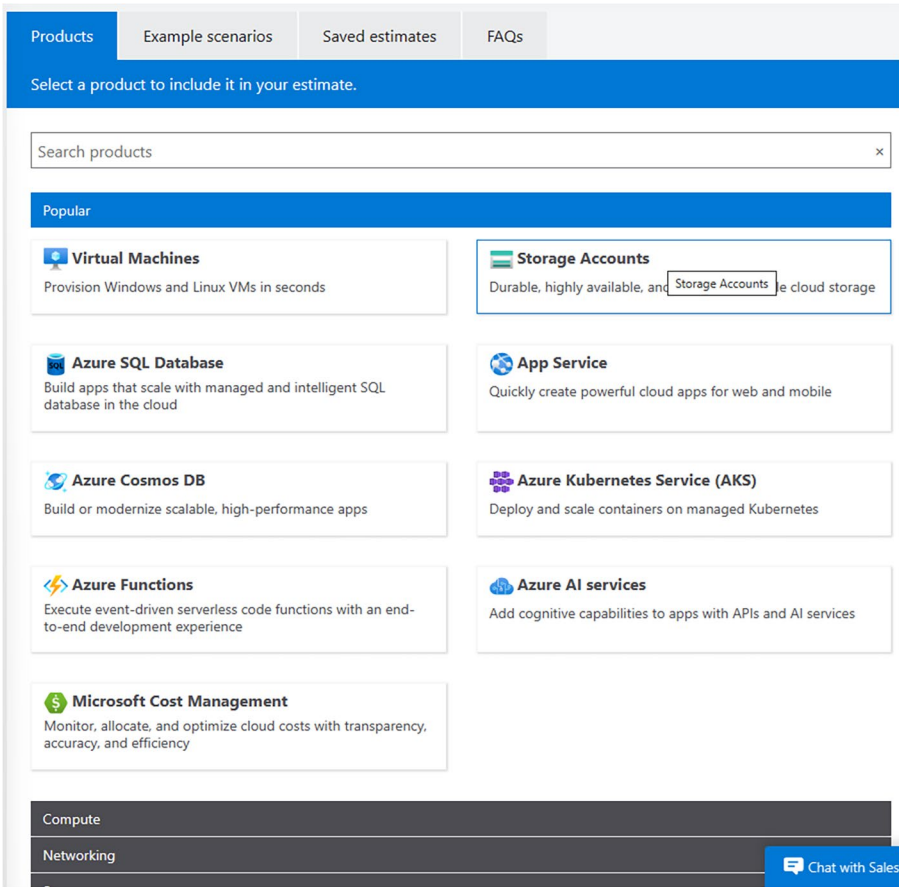 Products
Example scenarios
Saved estimates
FAQs
Select a product to include it in your estimate.
Search products
×
Popular
Virtual Machines
Provision Windows and Linux VMs in seconds
Storage Accounts
Durable, highly available, and
Storage Accounts
cloud storage
SQL
Azure SQL Database
Build apps that scale with managed and intelligent SQL
database in the cloud
App Service
Quickly create powerful cloud apps for web and mobile
Azure Cosmos DB
Build or modernize scalable, high-performance apps
Azure Kubernetes Service (AKS)
Deploy and scale containers on managed Kubernetes
Azure Functions
Execute event-driven serverless code functions with an end-
to-end development experience
Azure AI services
Add cognitive capabilities to apps with APIs and AI services
$
Microsoft Cost Management
Monitor, allocate, and optimize cloud costs with transparency,
accuracy, and efficiency
Compute
Networking
Chat with Sales